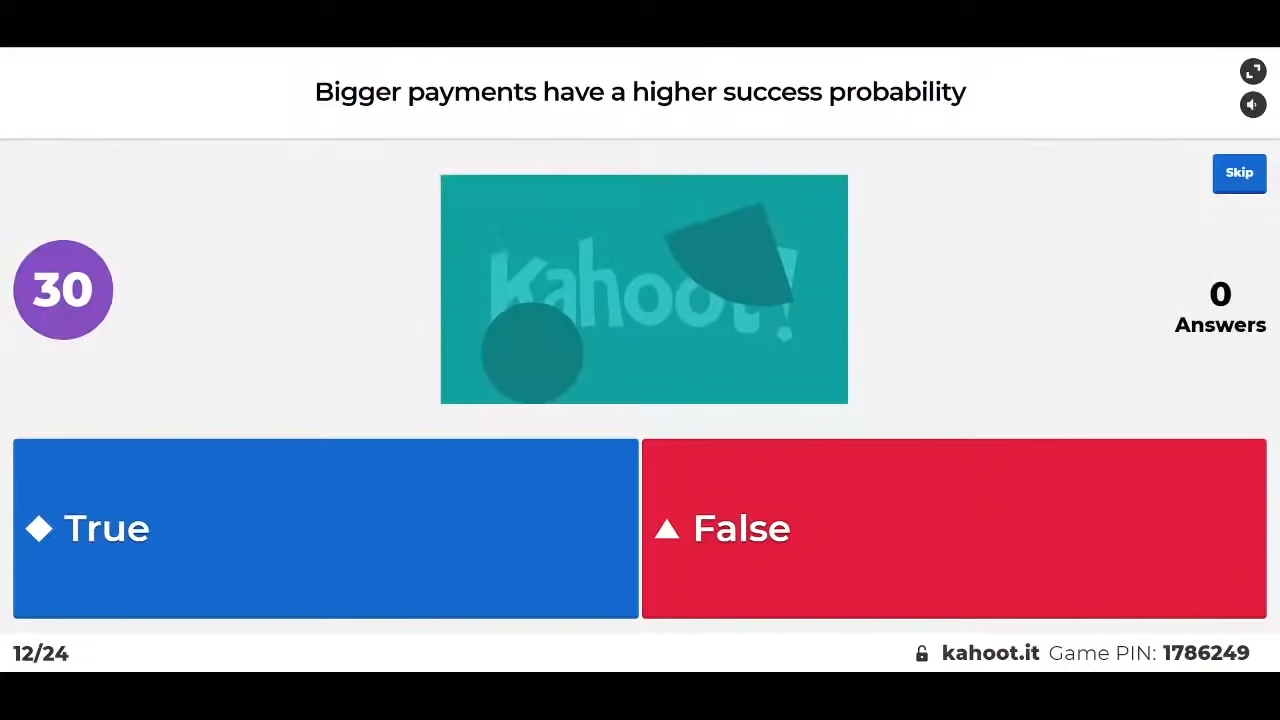 Bigger payments have a higher success probability
Skip
30
Kahoot!
0
Answers
True
False
12/24
kahoot.it Game PIN: 1786249